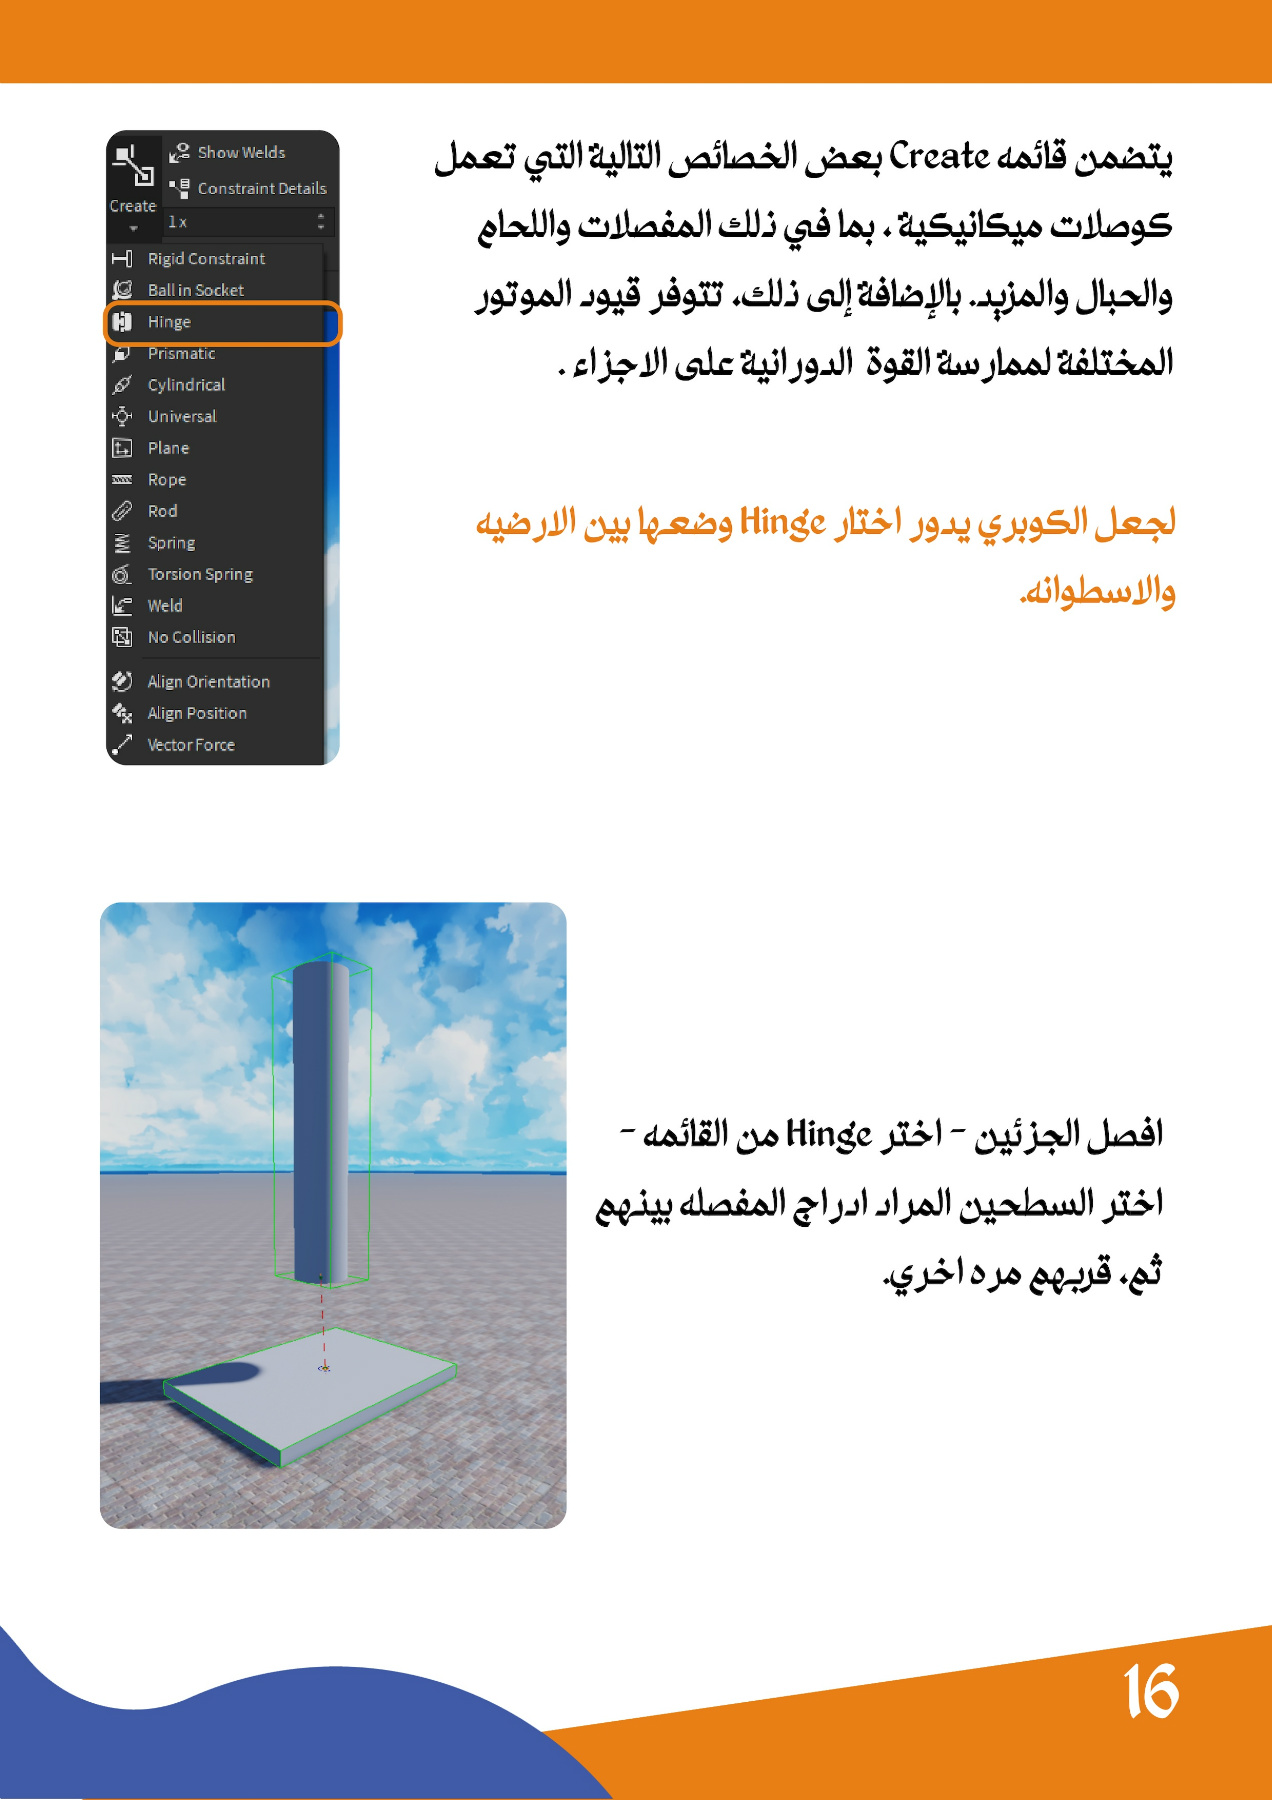 يتضمن قائمه Create بعض الخصائص التالية التي تعمل
كوصلات ميكانيكية ، بما في ذلك المفصلات واللحام
والحبال والمزيد. بالإضافة إلى ذلك، تتوفر قيود الموتور
المختلفة لممارسة القوة الدورانية على الاجزاء .
لجعل الكوبري يدور اختار Hinge وضعها بين الارضيه
والاسطوانه.
Show Welds
Constraint Details
Create
1 x
Rigid Constraint
Ball in Socket
Hinge
Prismatic
Cylindrical
Universal
Plane
Rope
Rod
Spring
Torsion Spring
Weld
No Collision
Align Orientation
Align Position
Vector Force
افصل الجزئين - اختر Hinge من القائمه -
اختر السطحين المراد ادراج المفصله بينهم
ثم، قربهم مره اخري.
16